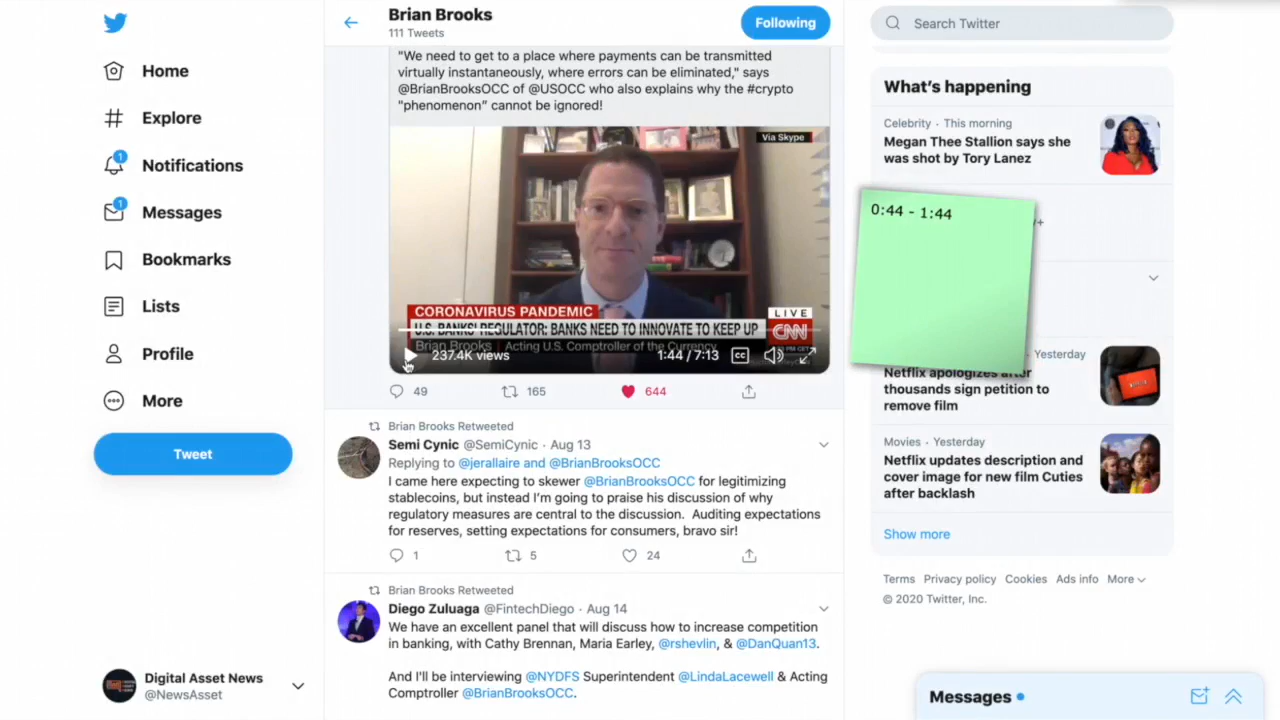 Home
Explore
1
Notifications
1
Messages
Bookmarks
Lists
Profile
More
Tweet
Digital Asset News
@NewsAsset
Brian Brooks
111 Tweets
Following
"We need to get to a place where payments can be transmitted
virtually instantaneously, where errors can be eliminated," says
@BrianBrooksOCC of @USOCC who also explains why the #crypto
"phenomenon" cannot be ignored!
Via Skype
CORONAVIRUS PANDEMIC
U.S. BANKS' REGULATOR: BANKS NEED TO INNOVATE TO KEEP UP
Brian Brooks Acting U.S. Comptroller of the Currency
LIVE
CNN
237.4K views
1:44 / 7:13
CC
49
165
644
Brian Brooks Retweeted
Semi Cynic @SemiCynic · Aug 13
Replying to @jerallaire and @BrianBrooksOCC
I came here expecting to skewer @BrianBrooksOCC for legitimizing
stablecoins, but instead I'm going to praise his discussion of why
regulatory measures are central to the discussion. Auditing expectations
for reserves, setting expectations for consumers, bravo sir!
1
5
24
Brian Brooks Retweeted
Diego Zuluaga @FintechDiego · Aug 14
We have an excellent panel that will discuss how to increase competition
in banking, with Cathy Brennan, Maria Earley, @rshevlin, & @DanQuan13.
And I'll be interviewing @NYDFS Superintendent @LindaLacewell & Acting
Comptroller @BrianBrooksOCC.
Search Twitter
What's happening
Celebrity · This morning
Megan Thee Stallion says she
was shot by Tory Lanez
0:44 - 1:44
Yesterday
Netflix apologizes after
thousands sign petition to
remove film
Movies · Yesterday
Netflix updates description and
cover image for new film Cuties
after backlash
Show more
Terms Privacy policy Cookies Ads info More
© 2020 Twitter, Inc.
Messages